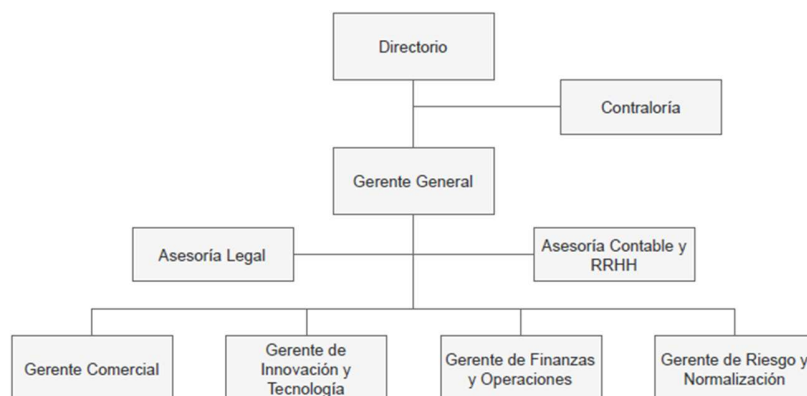 Directorio
Contraloría
Gerente General
Asesoría Legal
Asesoría Contable y
RRHH
Gerente Comercial
Gerente de
Innovación y
Tecnología
Gerente de Finanzas
y Operaciones
Gerente de Riesgo y
Normalización